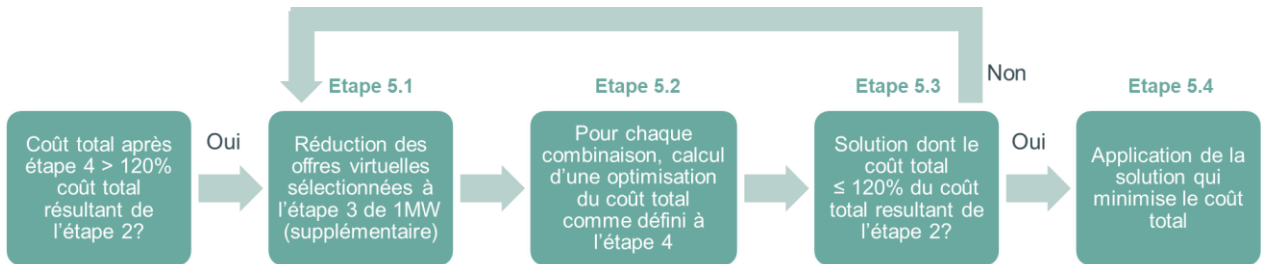 Coût total après
étape 4 > 120%
coût total
résultant de
l'étape 2?
Oui
Etape 5.1
Réduction des
offres virtuelles
sélectionnées à
l'étape 3 de 1MW
(supplémentaire)
Etape 5.2
Pour chaque
combinaison, calcul
d'une optimisation
du coût total
comme défini à
l'étape 4
Etape 5.3
Solution dont le
coût total
≤ 120% du coût
total resultant de
l'étape 2?
Non
Oui
Etape 5.4
Application de la
solution qui
minimise le coût
total